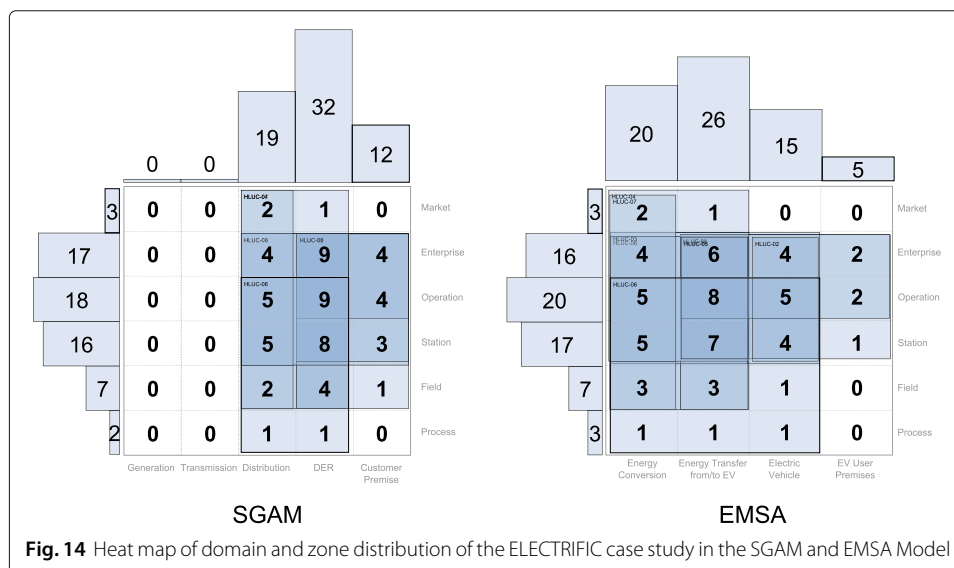 32
19
12
0 0
3 0 0 2 1 0 Market
17 0 0 4 9 4 Enterprise
18 0 0 5 9 4 Operation
16 0 0 5 8 3 Station
7 0 0 2 4 1 Field
2 0 0 1 1 0 Process
HLUC-08
HLUC-06
Generation Transmission Distribution DER Customer
Premise
SGAM
26
20
15
5
HLUC-04
HLUC-07
3 2 1 0 0 Market
HLUC-02
16 4 6 4 2 Enterprise
HLUC-06
20 5 8 5 2 Operation
17 5 7 4 1 Station
7 3 3 1 0 Field
3 1 1 1 0 Process
Energy Energy Transfer Electric EV User
Conversion from/to EV Vehicle Premises
EMSA
Fig. 14 Heat map of domain and zone distribution of the ELECTRIFIC case study in the SGAM and EMSA Model